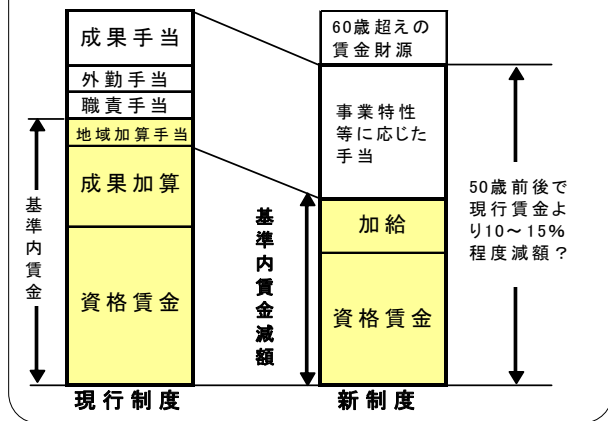 成果手当
外勤手当
職責手当
地域加算手当
成果加算
資格賃金
基準内賃金
現行制度
60歳超えの
賃金財源
事業特性
等に応じた
手当
加給
資格賃金
基準内賃金減額
新制度
50歳前後で
現行賃金よ
り10～15%
程度減額？